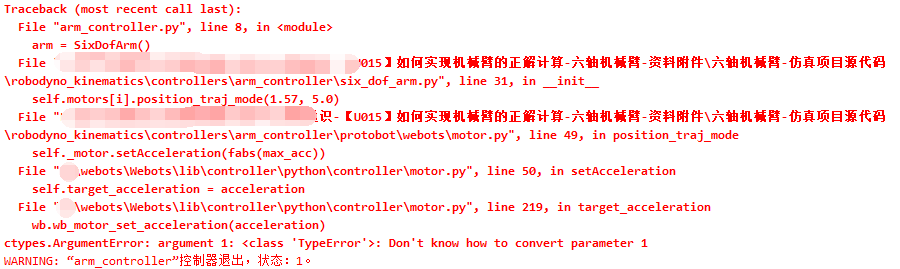 Traceback (most recent call last):
  File "arm_controller.py", line 8, in <module>
    arm = SixDofArm()
  File "015】如何实现机械臂的正解计算-六轴机械臂-资料附件\六轴机械臂-仿真项目源代码
\robodyno_kinematics\controllers\arm_controller\six_dof_arm.py", line 31, in __init__
    self.motors[i].position_traj_mode(1.57, 5.0)
  File "识-【U015】如何实现机械臂的正解计算-六轴机械臂-资料附件\六轴机械臂-仿真项目源代码
\robodyno_kinematics\controllers\arm_controller\protobot\webots\motor.py", line 49, in position_traj_mode
    self._motor.setAcceleration(fabs(max_acc))
  File "\webots\Webots\lib\controller\python\controller\motor.py", line 50, in setAcceleration
    self.target_acceleration = acceleration
  File "\webots\Webots\lib\controller\python\controller\motor.py", line 219, in target_acceleration
    wb.wb_motor_set_acceleration(acceleration)
ctypes.ArgumentError: argument 1: <class 'TypeError'>: Don't know how to convert parameter 1
WARNING: “arm_controller”控制器退出，状态：1。